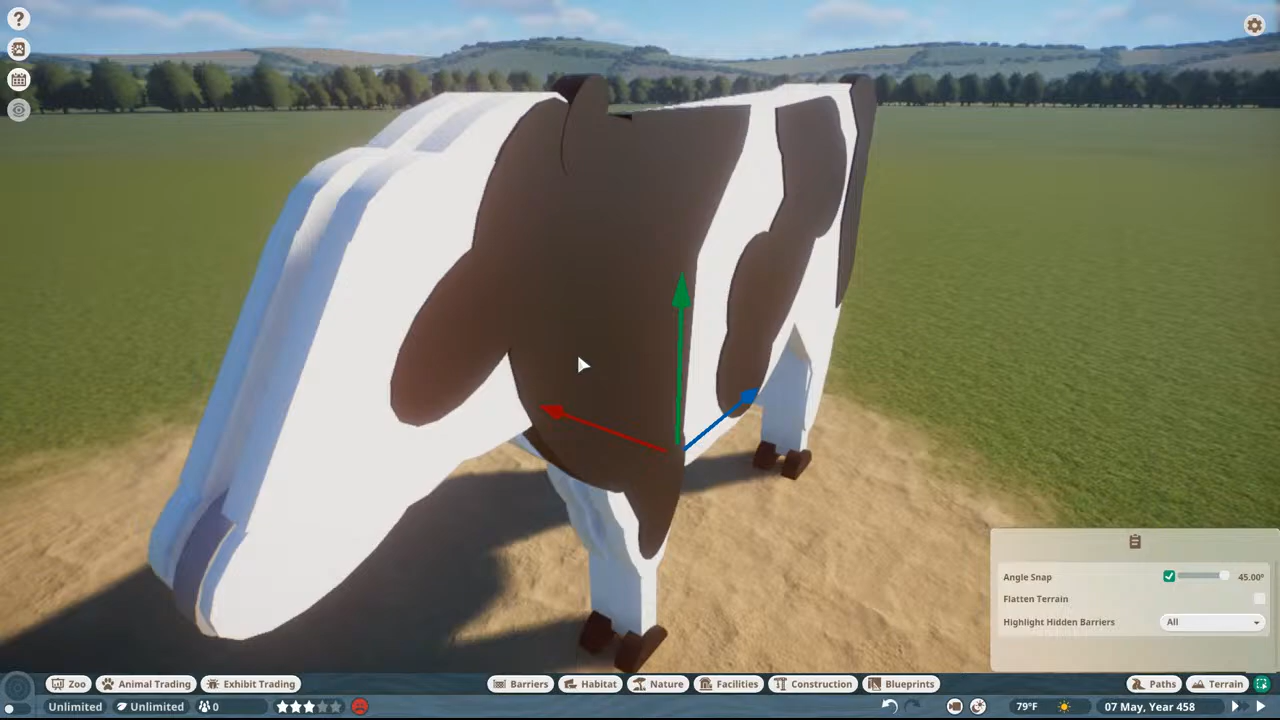 ?
Angle Snap 45.00°
Flatten Terrain
Highlight Hidden Barriers All
Zoo Animal Trading Exhibit Trading Barriers Habitat Nature Facilities Construction Blueprints Paths Terrain
Unlimited Unlimited 0 79°F 07 May, Year 458